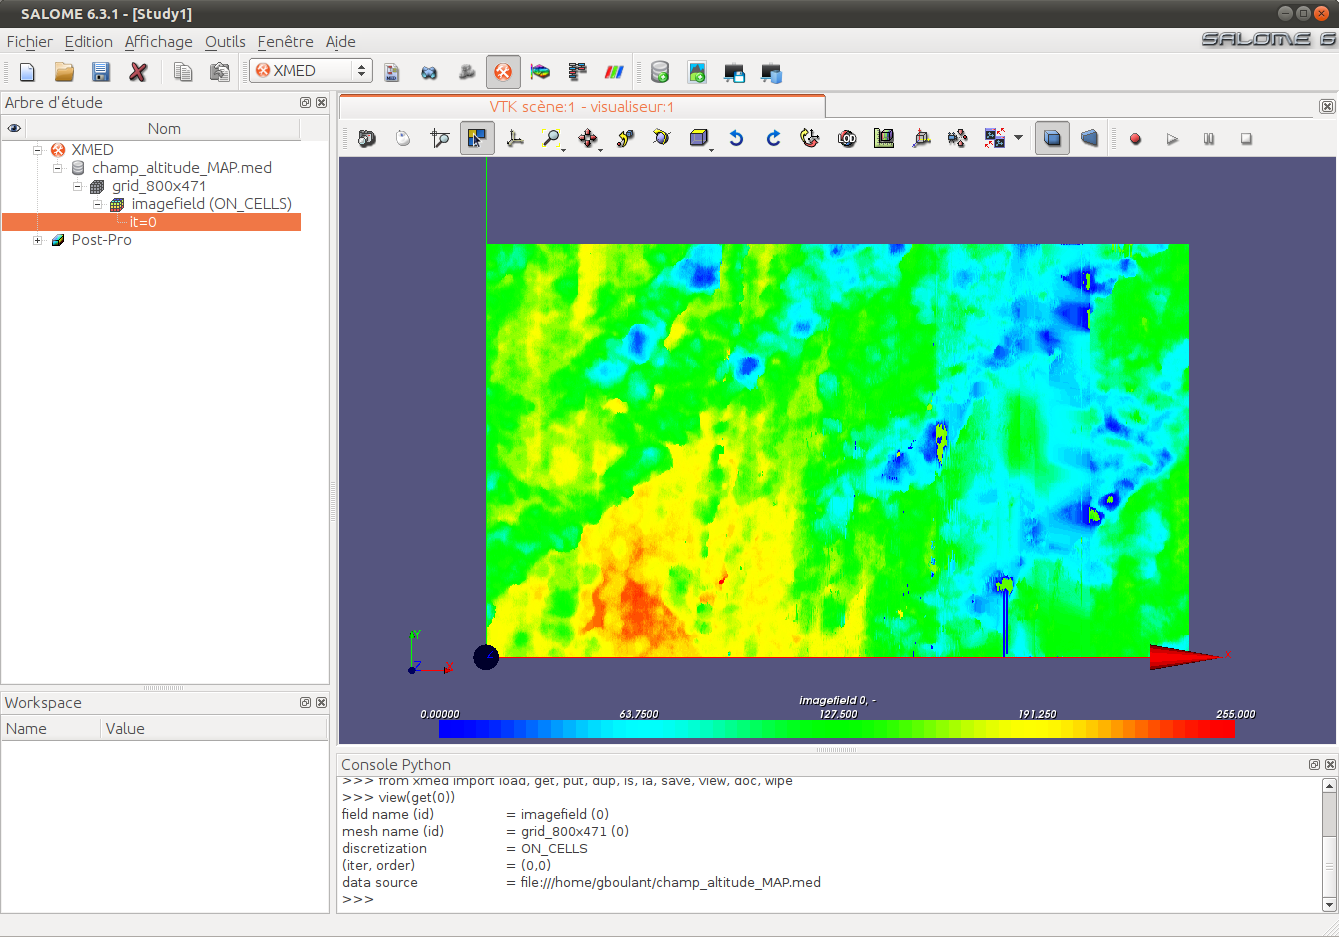 SALOME 6.3.1 - [Study1]
Fichier Edition Affichage Outils Fenêtre Aide
SALOME 6
XMED
Arbre d'étude
Nom
XMED
champ_altitude_MAP.med
grid_800x471
imagefield (ON_CELLS)
it=0
Post-Pro
Workspace
Name Value
VTK scène:1 - visualiseur:1
LOD
Y
Z X
X
imagefield 0, -
0.00000 63.7500 127.500 191.250 255.000
Console Python
>>> from xmed import load, get, put, dup, ls, la, save, view, doc, wipe
>>> view(get(0))
field name (id) = imagefield (0)
mesh name (id) = grid_800x471 (0)
discretization = ON_CELLS
(iter, order) = (0,0)
data source = file:///home/gboulant/champ_altitude_MAP.med
>>>